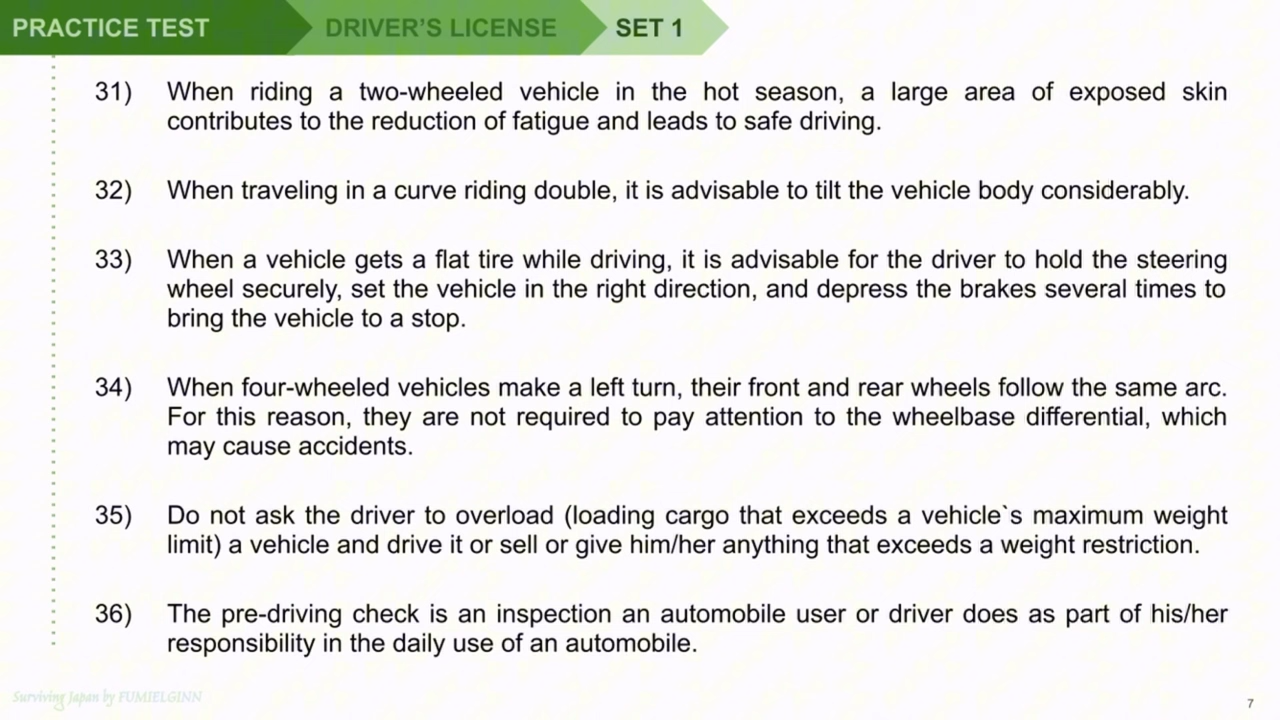 PRACTICE TEST DRIVER'S LICENSE SET 1
31) When riding a two-wheeled vehicle in the hot season, a large area of exposed skin
contributes to the reduction of fatigue and leads to safe driving.
32) When traveling in a curve riding double, it is advisable to tilt the vehicle body considerably.
33) When a vehicle gets a flat tire while driving, it is advisable for the driver to hold the steering
wheel securely, set the vehicle in the right direction, and depress the brakes several times to
bring the vehicle to a stop.
34) When four-wheeled vehicles make a left turn, their front and rear wheels follow the same arc.
For this reason, they are not required to pay attention to the wheelbase differential, which
may cause accidents.
35) Do not ask the driver to overload (loading cargo that exceeds a vehicle`s maximum weight
limit) a vehicle and drive it or sell or give him/her anything that exceeds a weight restriction.
36) The pre-driving check is an inspection an automobile user or driver does as part of his/her
responsibility in the daily use of an automobile.
Surviving Japan by FUMIELGINN
7